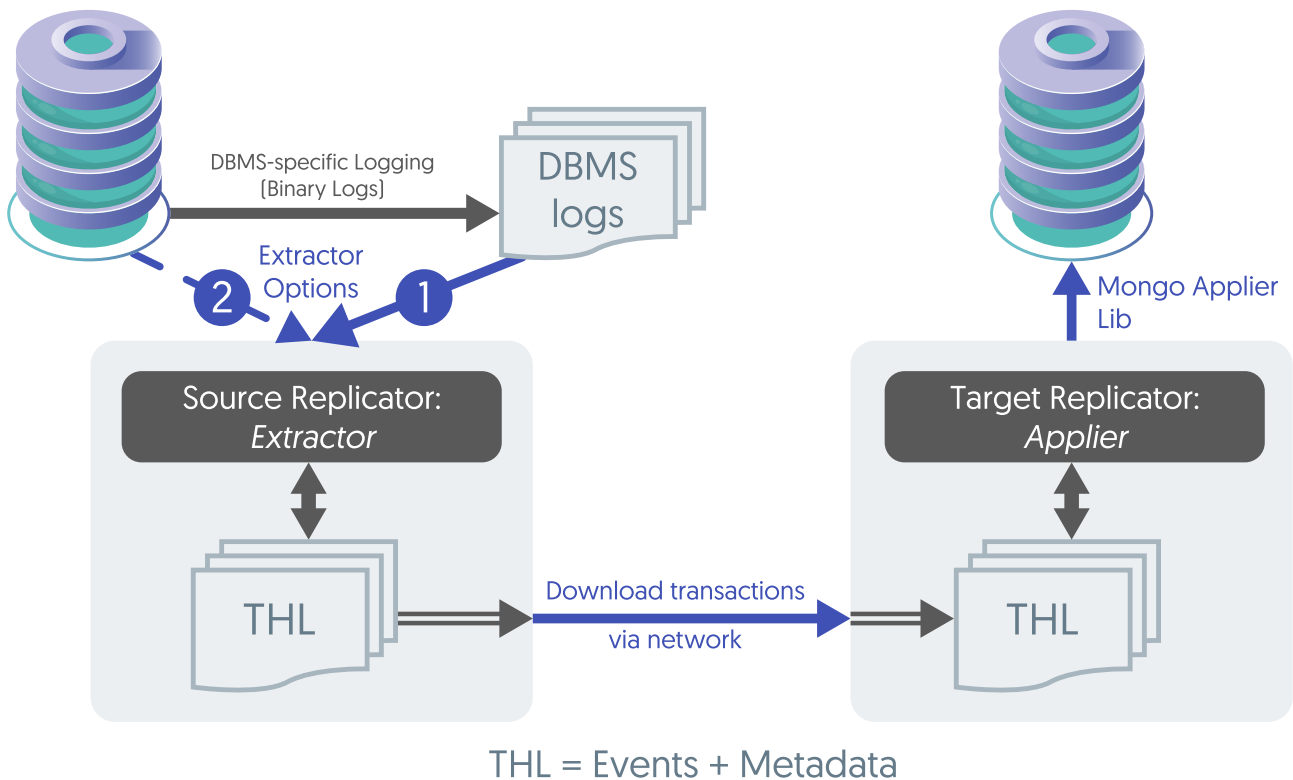 DBMS-specific Logging
(Binary Logs)
DBMS
logs
Extractor
Options
2
1
Mongo Applier
Lib
Source Replicator:
Extractor
Target Replicator:
Applier
THL
Download transactions
via network
THL
THL = Events + Metadata